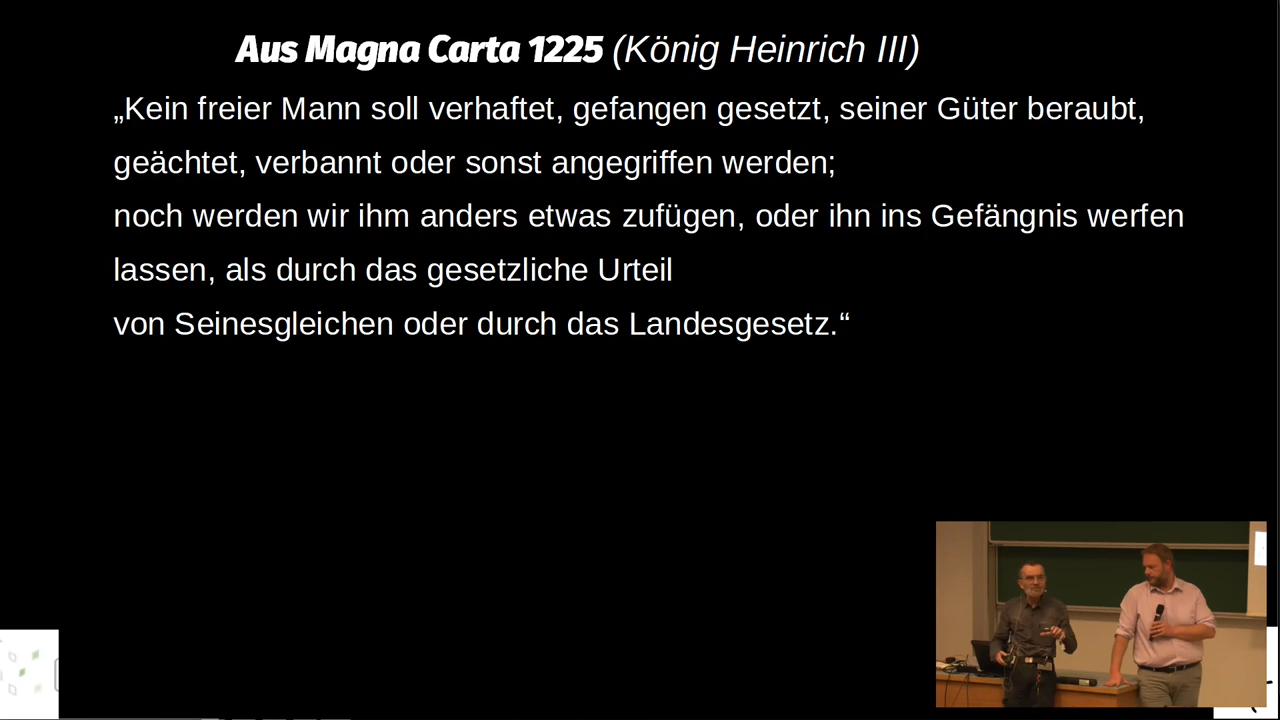 Aus Magna Carta 1225 (König Heinrich III)
„Kein freier Mann soll verhaftet, gefangen gesetzt, seiner Güter beraubt,
geächtet, verbannt oder sonst angegriffen werden;
noch werden wir ihm anders etwas zufügen, oder ihn ins Gefängnis werfen
lassen, als durch das gesetzliche Urteil
von Seinesgleichen oder durch das Landesgesetz.“